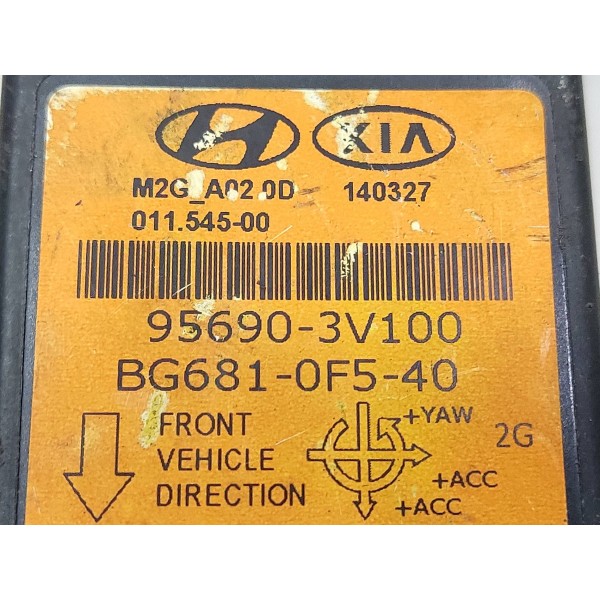 KIA
M2G_A02 0D 140327
011.545-00
95690-3V100
BG681-0F5-40
FRONT
VEHICLE
DIRECTION
+YAW
2G
+ACC
+ACC